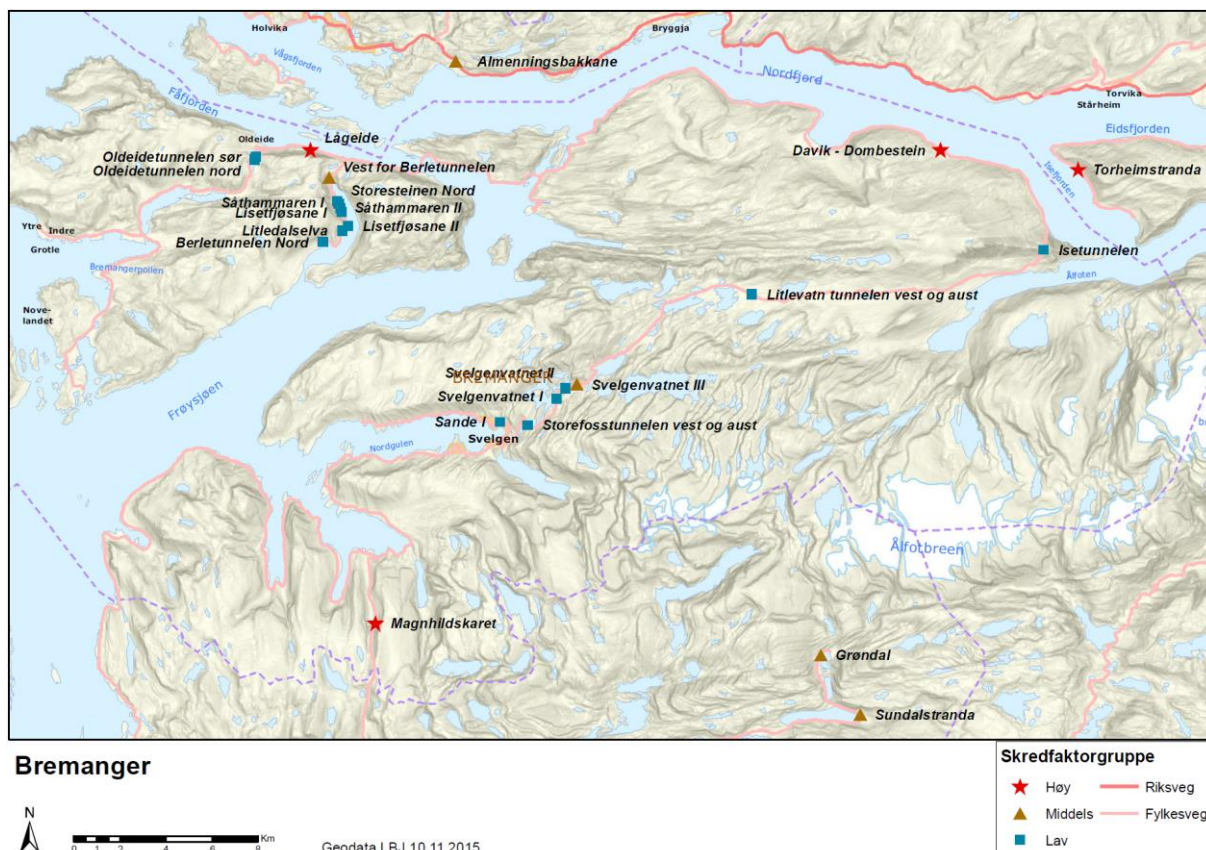 Holvika
Bryggja
Vågsfjorden
Almenningsbakkane
Nordfjord
Torvika
Stårheim
Fåfjorden
Eidsfjorden
Oldeide
Lågeide
Davik - Dombestein
Oldeidetunnelen sør
Oldeidetunnelen nord
Vest for Berletunnelen
Isefjorden
Torheimstranda
Storesteinen Nord
Såthammaren I
Såthammaren II
Lisetfjøsane I
Lisetfjøsane II
Litledalselva
Ytre
Indre
Berletunnelen Nord
Grotle
Isetunnelen
Bremangerpollen
Ålfoten
Litlevatn tunnelen vest og aust
Nove-
landet
Svelgenvatnet II
BREMANGER
Svelgenvatnet III
Frøysjøen
Svelgenvatnet I
Sande I
Storefosstunnelen vest og aust
Svelgen
Nordgulen
Ålfotbreen
Magnhildskaret
Grøndal
Sundalstranda
Bremanger
Skredfaktorgruppe
Høy
Riksveg
Middels
Fylkesveg
Lav
N
Km
0 1 2 4 6 8
Geodata LBJ 10.11.2015